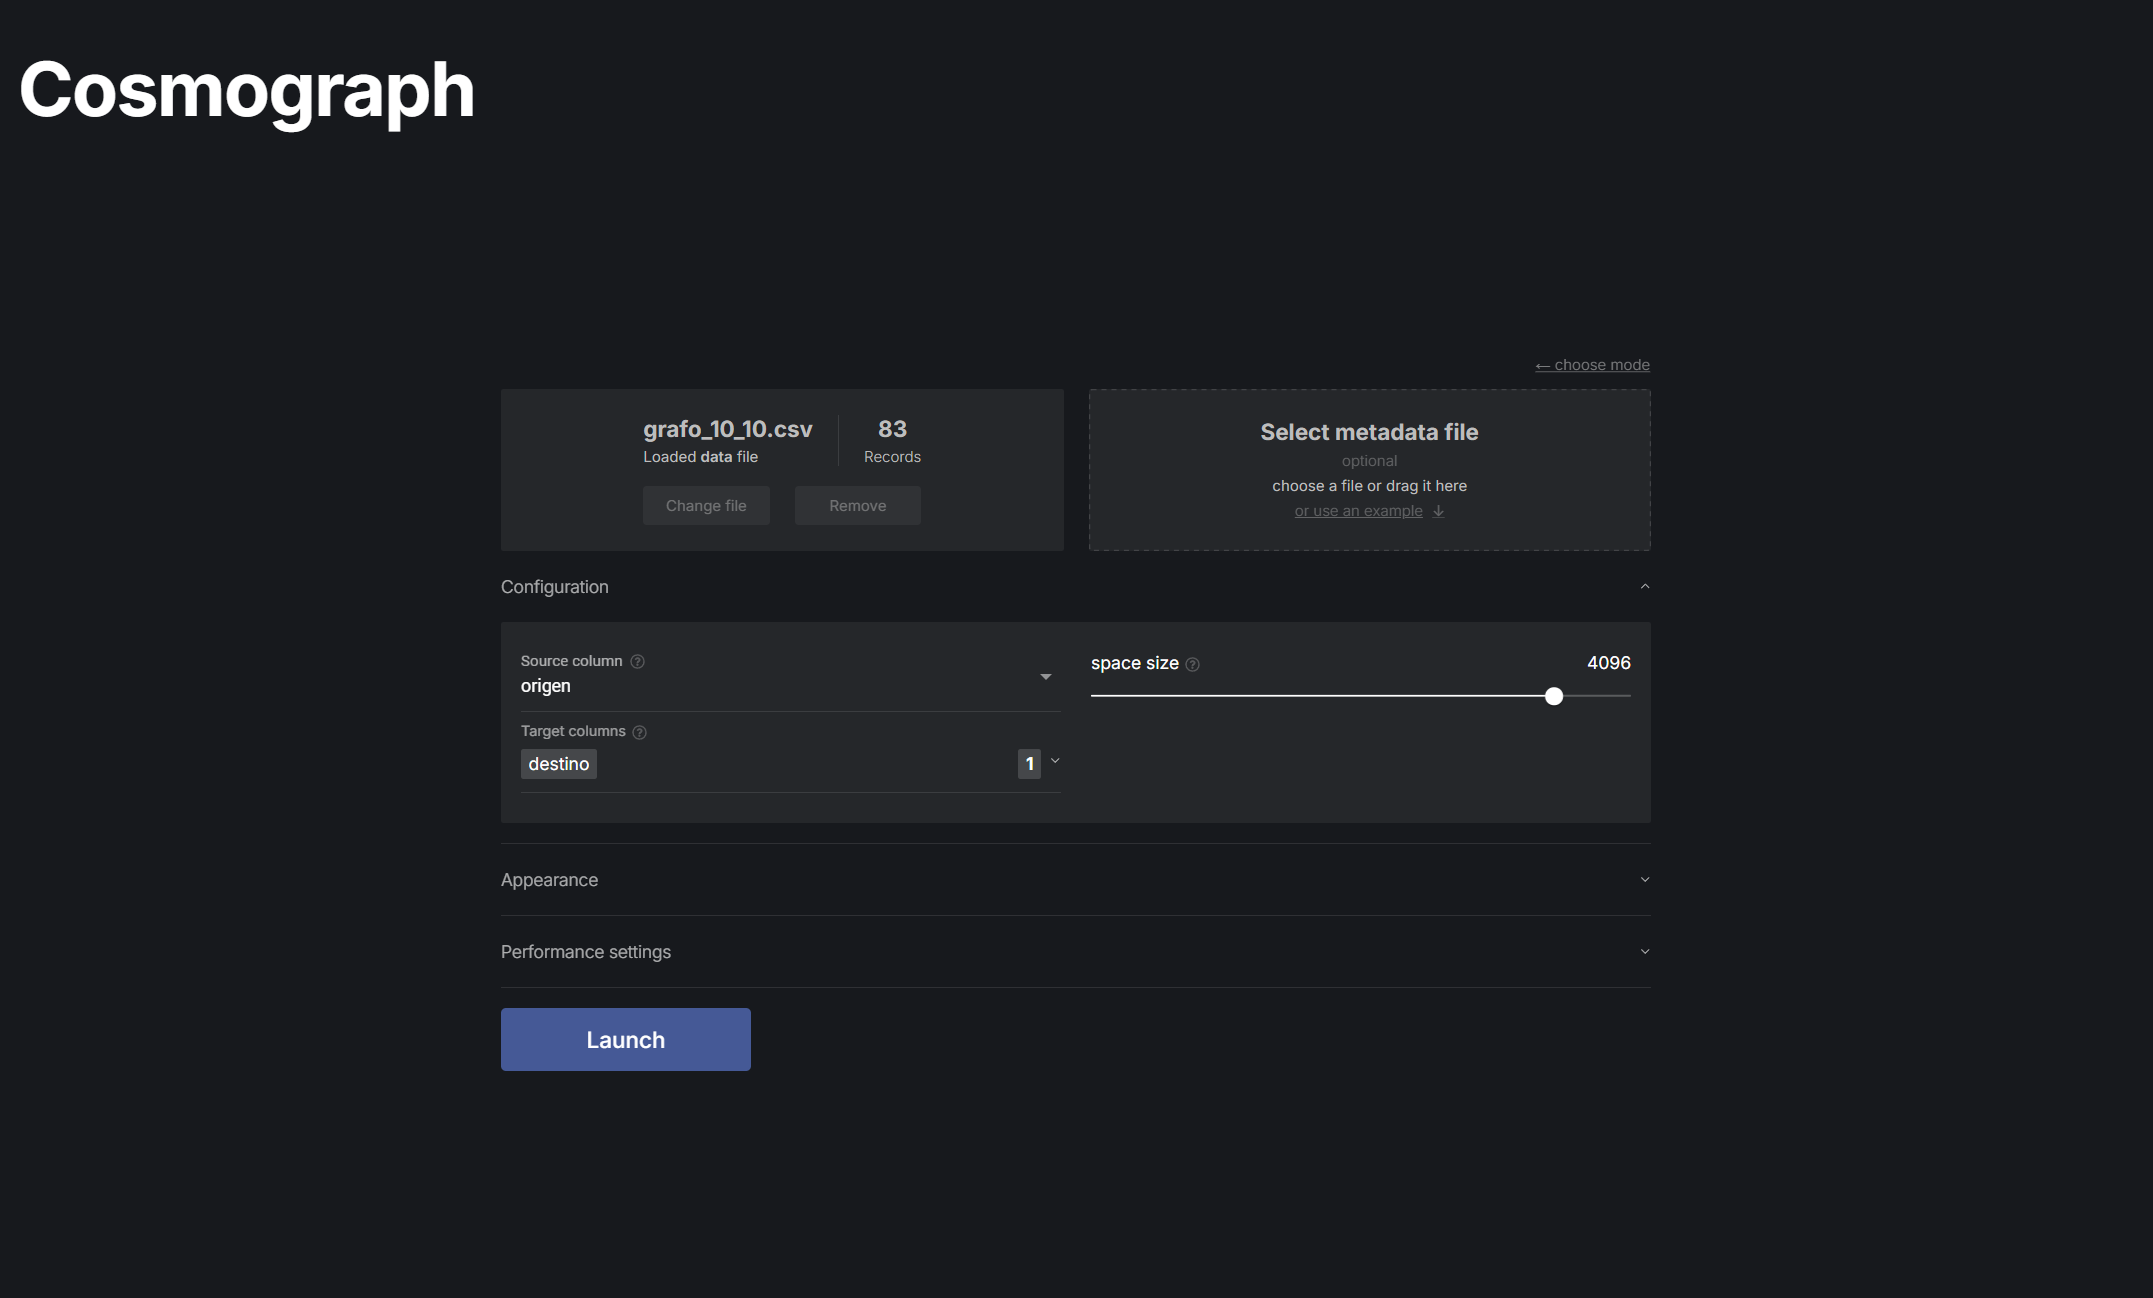 Cosmograph
← choose mode
grafo_10_10.csv
Loaded data file
83
Records
Change file
Remove
Select metadata file
optional
choose a file or drag it here
or use an example ↓
Configuration
Source column ?
origen
space size ?
4096
Target columns ?
destino
1
Appearance
Performance settings
Launch